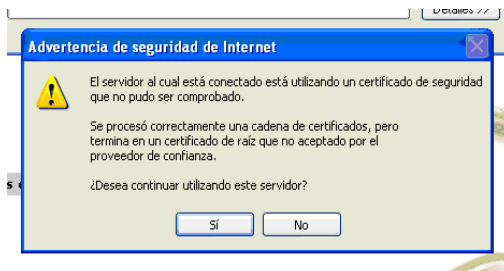 Detalles >>
Advertencia de seguridad de Internet
El servidor al cual está conectado está utilizando un certificado de seguridad
que no pudo ser comprobado.
Se procesó correctamente una cadena de certificados, pero
termina en un certificado de raíz que no aceptado por el
proveedor de confianza.
¿Desea continuar utilizando este servidor?
Sí
No